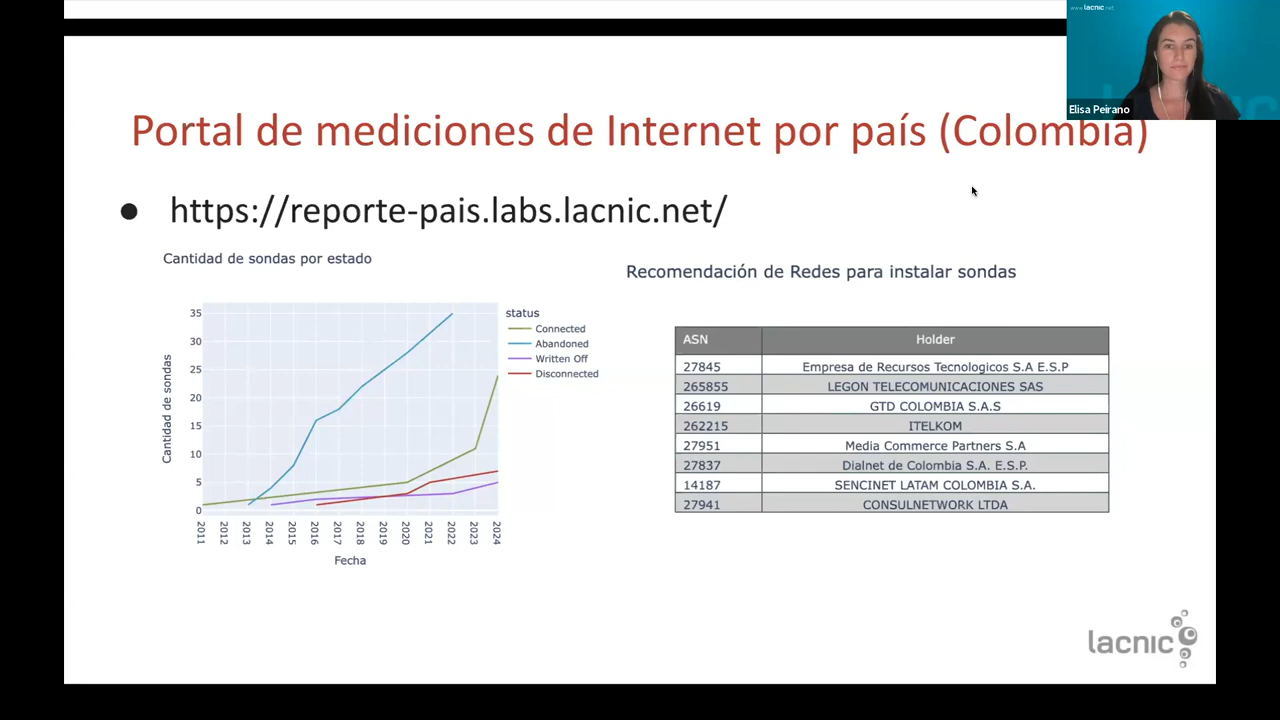 www.lacnic.net
Elisa Peirano
Portal de mediciones de Internet por país (Colombia)
● https://reporte-pais.labs.lacnic.net/
Cantidad de sondas por estado
Cantidad de sondas
35
30
25
20
15
10
5
0
2011
2012
2013
2014
2015
2016
2017
2018
2019
2020
2021
2022
2023
2024
Fecha
status
Connected
Abandoned
Written Off
Disconnected
Recomendación de Redes para instalar sondas
ASN Holder
27845 Empresa de Recursos Tecnologicos S.A E.S.P
265855 LEGON TELECOMUNICACIONES SAS
26619 GTD COLOMBIA S.A.S
262215 ITELKOM
27951 Media Commerce Partners S.A
27837 Dialnet de Colombia S.A. E.S.P.
14187 SENCINET LATAM COLOMBIA S.A.
27941 CONSULNETWORK LTDA
lacnic